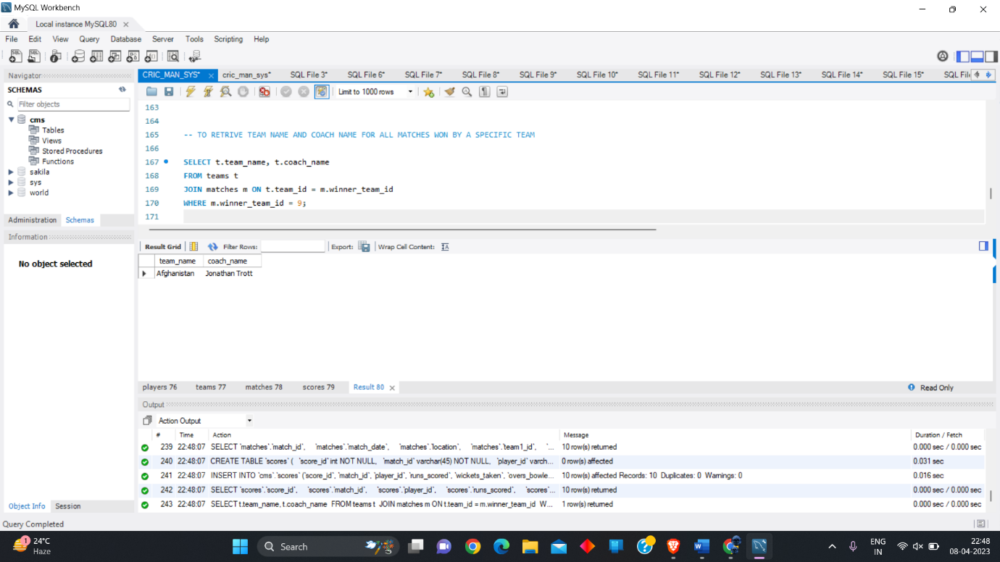 MySQL Workbench
Local instance MySQL80
File Edit View Query Database Server Tools Scripting Help
Navigator
SCHEMAS
Filter objects
cms
Tables
Views
Stored Procedures
Functions
sakila
sys
world
Administration Schemas
Information
No object selected
Object Info Session
CRIC_MAN_SYS* cric_man_sys* SQL File 3* SQL File 6* SQL File 7* SQL File 8* SQL File 9* SQL File 10* SQL File 11* SQL File 12* SQL File 13* SQL File 14* SQL File 15* SQL Fil
Limit to 1000 rows
163
164
165 -- TO RETRIVE TEAM NAME AND COACH NAME FOR ALL MATCHES WON BY A SPECIFIC TEAM
166
167 SELECT t.team_name, t.coach_name
168 FROM teams t
169 JOIN matches m ON t.team_id = m.winner_team_id
170 WHERE m.winner_team_id = 9;
171
Result Grid Filter Rows: Export: Wrap Cell Content:
team_name coach_name
Afghanistan Jonathan Trott
players 76 teams 77 matches 78 scores 79 Result 80 Read Only
Output
Action Output
# Time Action Message Duration / Fetch
239 22:48:07 SELECT `matches`.`match_id`, `matches`.`match_date`, `matches`.`location`, `matches`.`team1_id`, `... 10 row(s) returned 0.000 sec / 0.000 sec
240 22:48:07 CREATE TABLE `scores` ( `score_id` int NOT NULL, `match_id` varchar(45) NOT NULL, `player_id` varch... 0 row(s) affected 0.031 sec
241 22:48:07 INSERT INTO `cms`.`scores` (`score_id`, `match_id`, `player_id`, `runs_scored`, `wickets_taken`, `overs_bowle... 10 row(s) affected Records: 10 Duplicates: 0 Warnings: 0 0.016 sec
242 22:48:07 SELECT `scores`.`score_id`, `scores`.`match_id`, `scores`.`player_id`, `scores`.`runs_scored`, `scores`... 10 row(s) returned 0.000 sec / 0.000 sec
243 22:48:07 SELECT t.team_name, t.coach_name FROM teams t JOIN matches m ON t.team_id = m.winner_team_id W... 1 row(s) returned 0.000 sec / 0.000 sec
Query Completed
1 24°C
Haze
Search
ENG
IN
22:48
08-04-2023